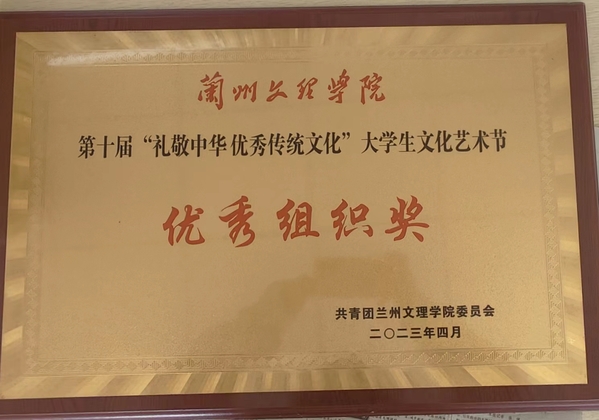 蘭州文理学院
第十届“礼敬中华 优秀传统文化”大学生文化艺术节
优秀组织奖
共青团兰州文理学院委员会
二〇二三年四月